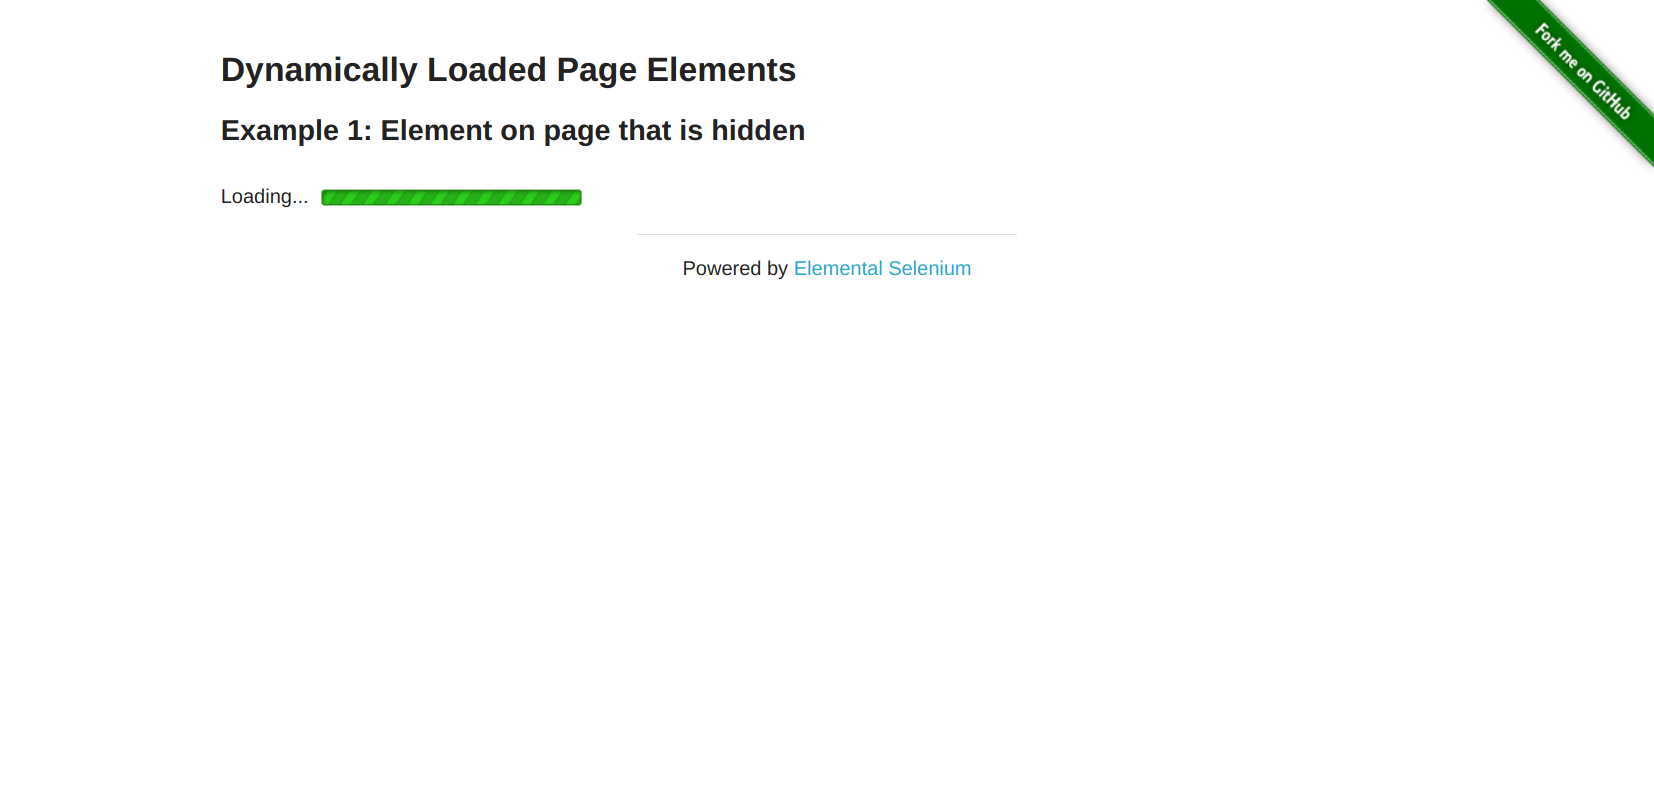 Fork me on GitHub
Dynamically Loaded Page Elements
Example 1: Element on page that is hidden
Loading...
Powered by Elemental Selenium